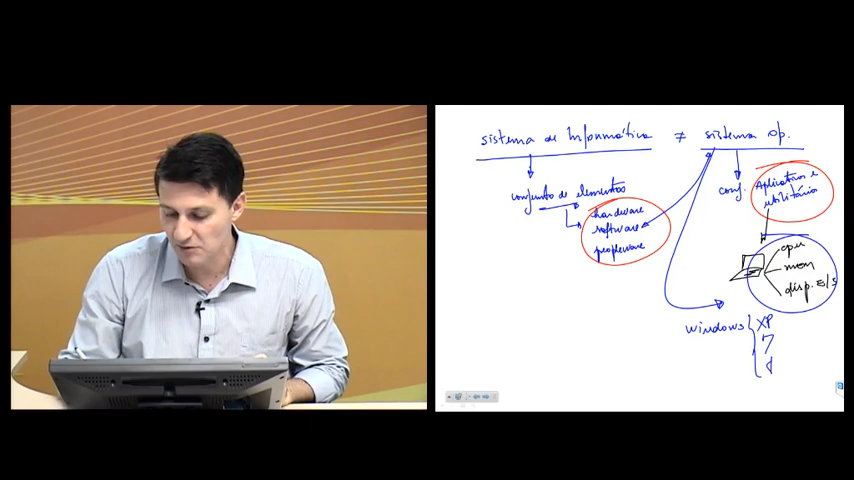 sistema de Informática ≠ sistema op.
conjunto de elementos
hardware
software
peopleware
conj. Aplicativos e
utilitários
cpu
mem
disp. E/S
windows { XP
7